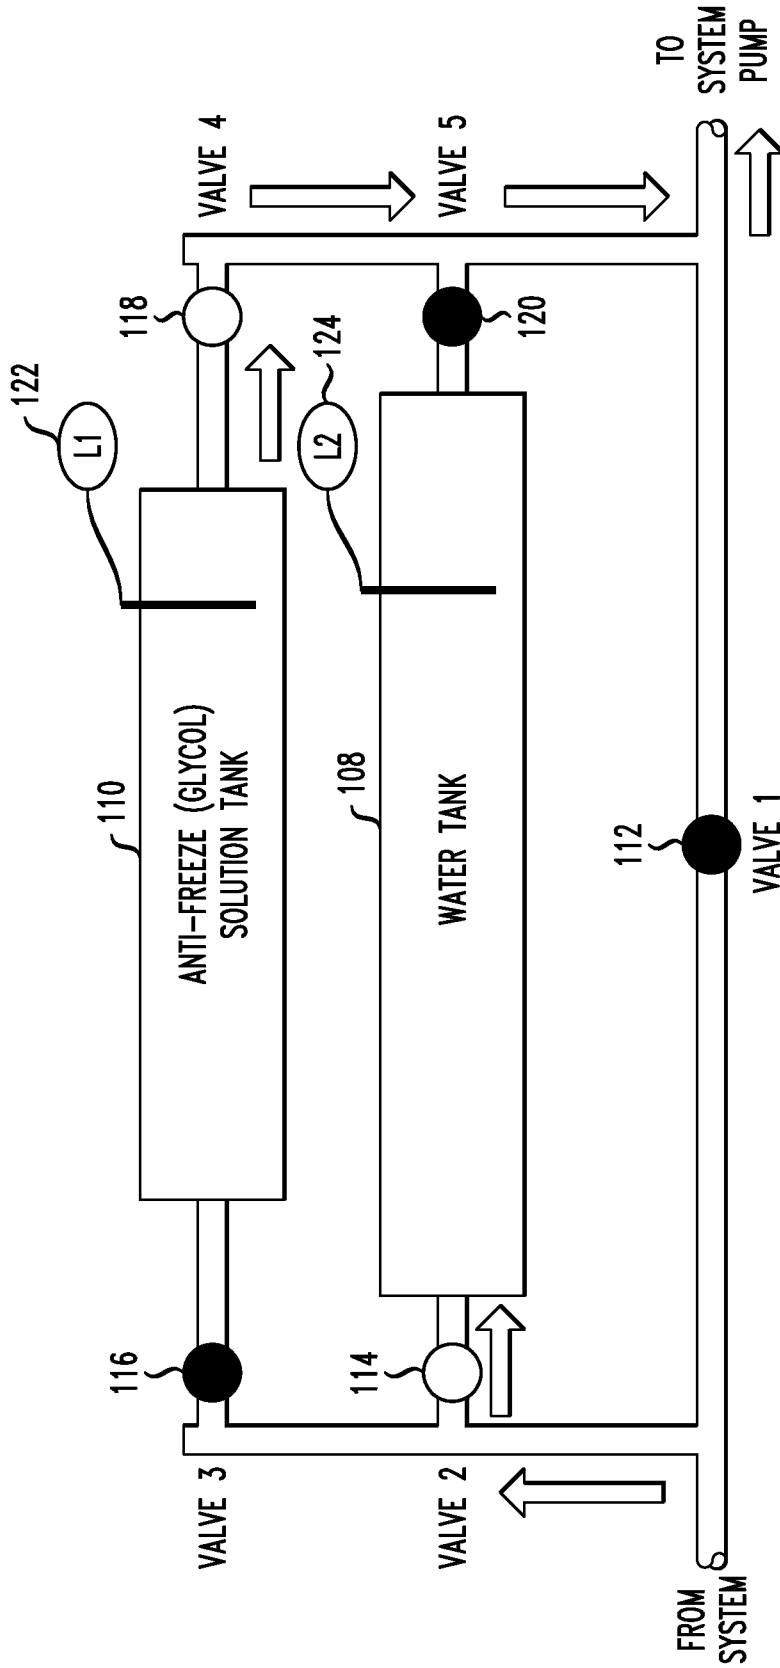 122
L1
118
VALVE 4
110
ANTI-FREEZE (GLYCOL)
SOLUTION TANK
116
VALVE 3
124
L2
120
VALVE 5
108
WATER TANK
114
VALVE 2
112
VALVE 1
FROM
SYSTEM
TO
SYSTEM
PUMP